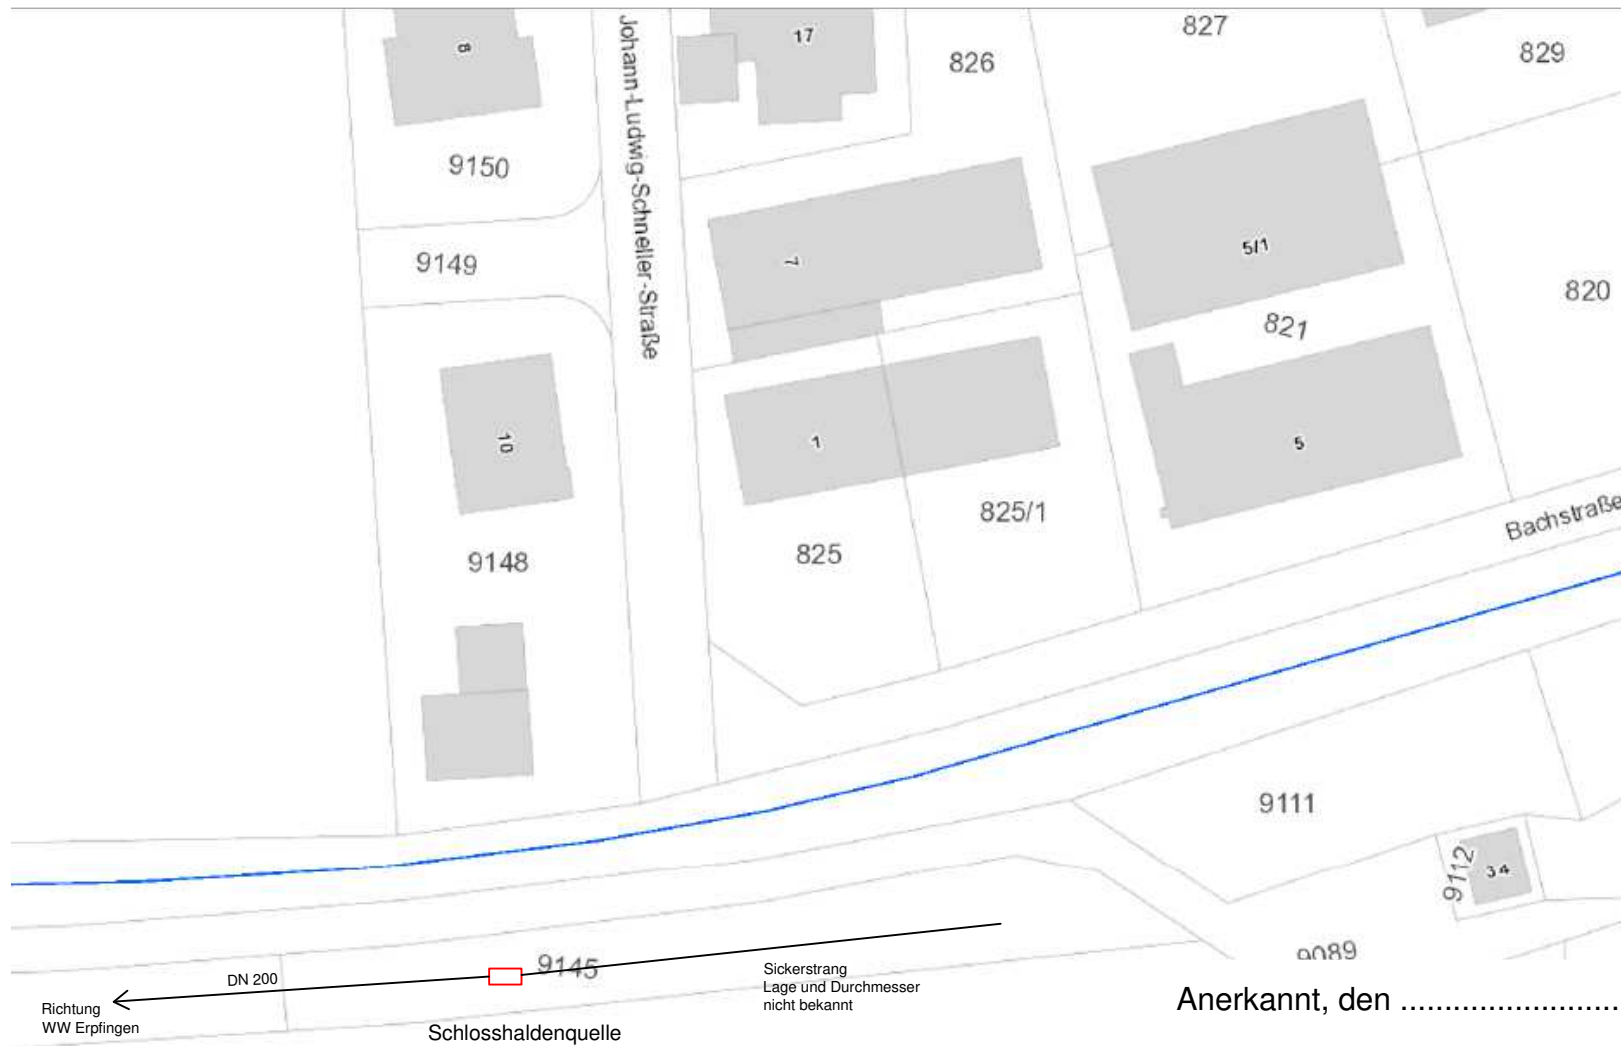 8
Johann-Ludwig-Schneller-Straße
17
826
827
829
9150
9149
7
5/1
821
820
10
1
5
825/1
825
9148
Bachstraße
9111
9112
34
9145
9089
DN 200
Sickerstrang
Lage und Durchmesser
nicht bekannt
Richtung
WW Erpfingen
Schlosshaldenquelle
Anerkannt, den .........................